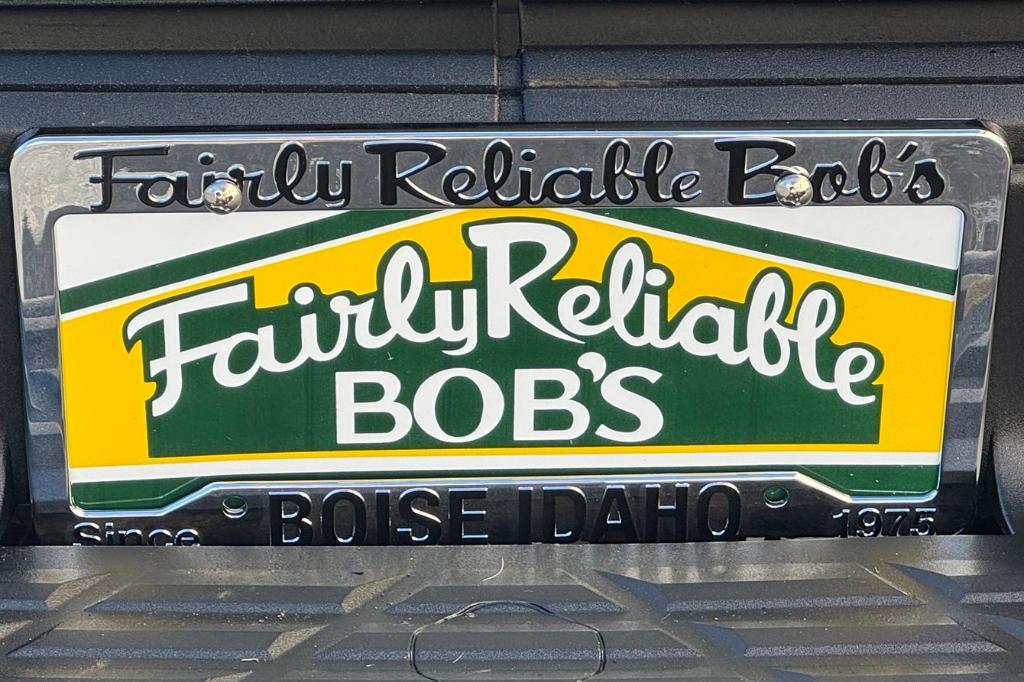 Fairly Reliable Bob's
Fairly Reliable
BOB'S
Since BOISE IDAHO 1975